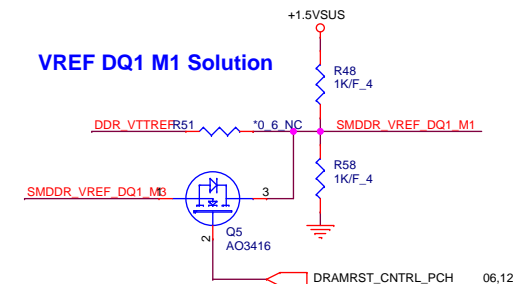 +1.5VSUS
VREF DQ1 M1 Solution
R48
1K/F_4
DDR_VTTREF R51 *0_6_NC SMDDR_VREF_DQ1_M1
R58
1K/F_4
SMDDR_VREF_DQ1_M3 1 3
2 Q5
AO3416
DRAMRST_CNTRL_PCH 06,12